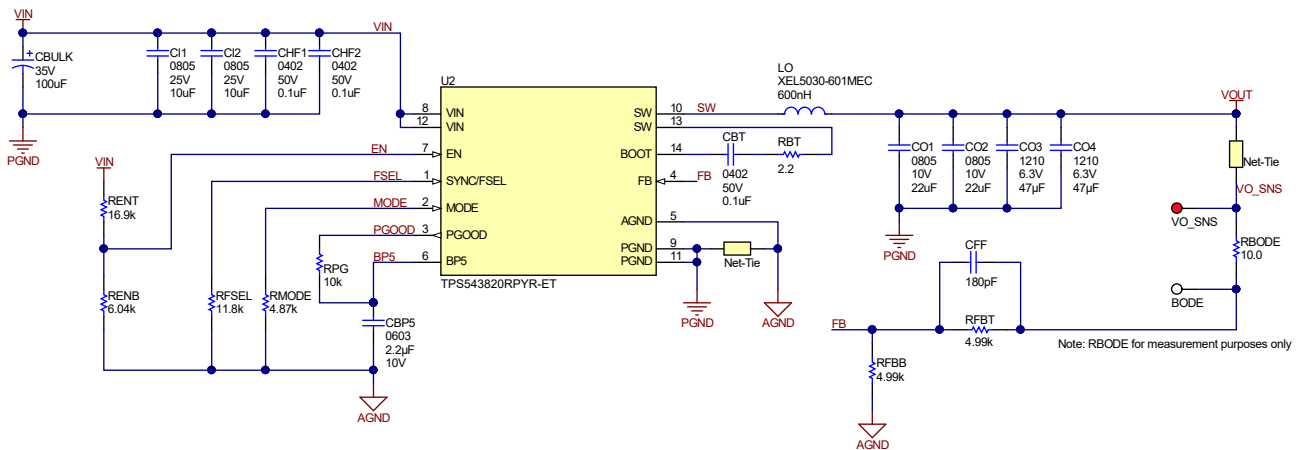 VIN
VIN
CBULK
35V
100uF
CI1
0805
25V
10uF
CI2
0805
25V
10uF
CHF1
0402
50V
0.1uF
CHF2
0402
50V
0.1uF
PGND
VIN
RENT
16.9k
RENB
6.04k
EN
FSEL
MODE
PGOOD
BP5
RPG
10k
RFSEL
11.8k
RMODE
4.87k
CBP5
0603
2.2µF
10V
AGND
U2
8 VIN
12 VIN
7 EN
1 SYNC/FSEL
2 MODE
3 PGOOD
6 BP5
SW 10
SW 13
BOOT 14
FB 4
AGND 5
PGND 9
PGND 11
TPS543820RPYR-ET
SW
LO
XEL5030-601MEC
600nH
CBT
0402
50V
0.1uF
RBT
2.2
FB
Net-Tie
PGND
AGND
VOUT
CO1
0805
10V
22uF
CO2
0805
10V
22uF
CO3
1210
6.3V
47µF
CO4
1210
6.3V
47µF
PGND
Net-Tie
VO_SNS
VO_SNS
RBODE
10.0
BODE
CFF
180pF
FB
RFBT
4.99k
RFBB
4.99k
AGND
Note: RBODE for measurement purposes only